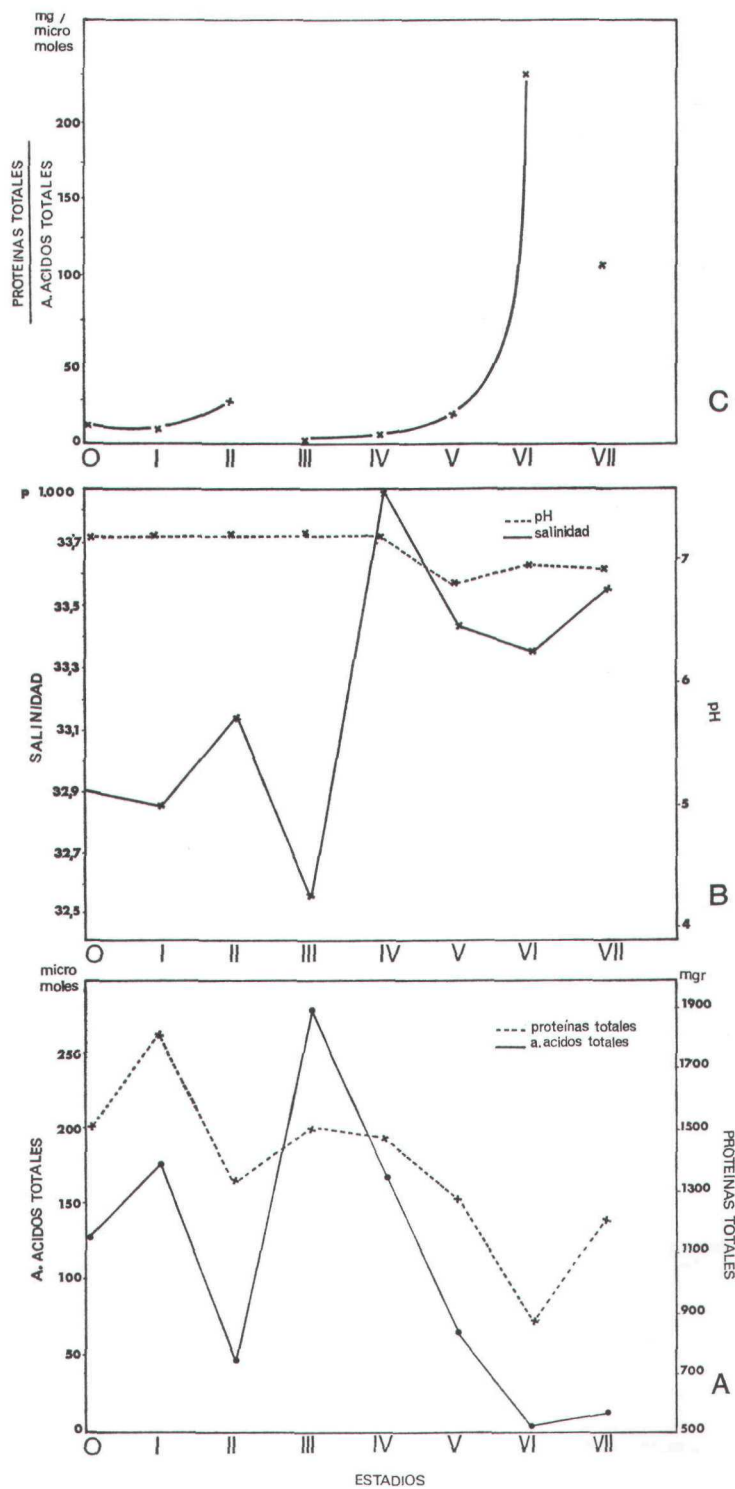 mg /
micro
moles
PROTEINAS TOTALES
A. ACIDOS TOTALES
200
150
100
50
0
O I II III IV V VI VII
C
P 1.000
33,7
33,5
33,3
33,1
32,9
32,7
32,5
SALINIDAD
pH
salinidad
7
6
5
4
pH
B
O I II III IV V VI VII
micro
moles
mgr
250
200
150
100
50
0
A. ACIDOS TOTALES
proteínas totales
a. acidos totales
1900
1700
1500
1300
1100
900
700
500
PROTEINAS TOTALES
A
O I II III IV V VI VII
ESTADIOS